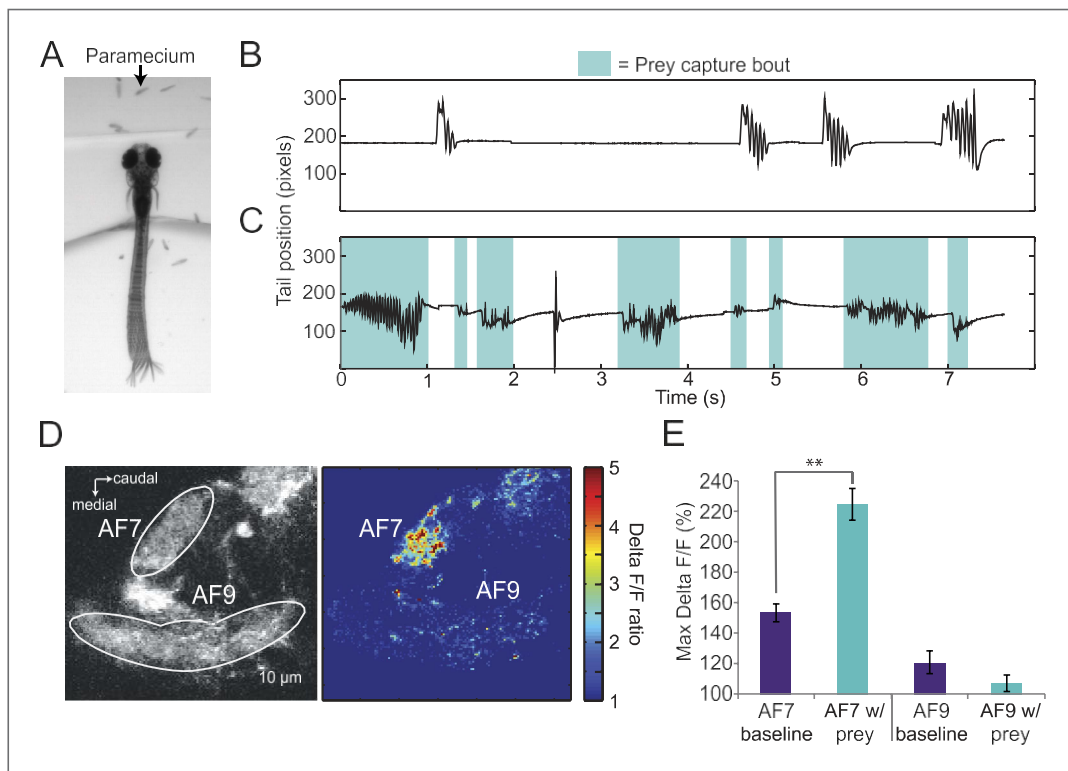 A
Paramecium
B
= Prey capture bout
300
200
100
C
Tail position (pixels)
300
200
100
0 1 2 3 4 5 6 7
Time (s)
D
caudal
medial
AF7
AF9
10 µm
AF7
AF9
5
4
3
2
1
Delta F/F ratio
E
**
240
220
200
180
160
140
120
100
Max Delta F/F (%)
AF7 baseline
AF7 w/ prey
AF9 baseline
AF9 w/ prey